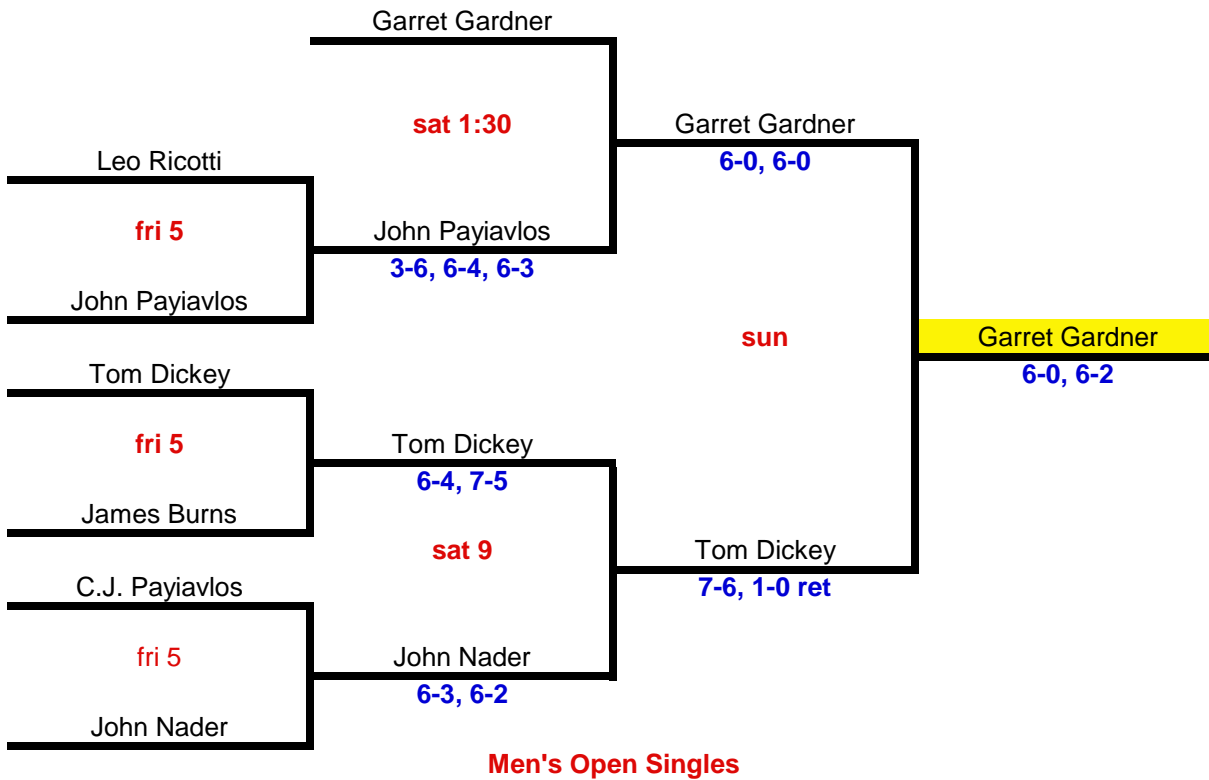 Garret Gardner
sat 1:30
Garret Gardner
6-0, 6-0
Leo Ricotti
fri 5
John Payiavlos
3-6, 6-4, 6-3
John Payiavlos
sun
Garret Gardner
6-0, 6-2
Tom Dickey
fri 5
Tom Dickey
6-4, 7-5
James Burns
sat 9
Tom Dickey
7-6, 1-0 ret
C.J. Payiavlos
fri 5
John Nader
6-3, 6-2
John Nader
Men's Open Singles